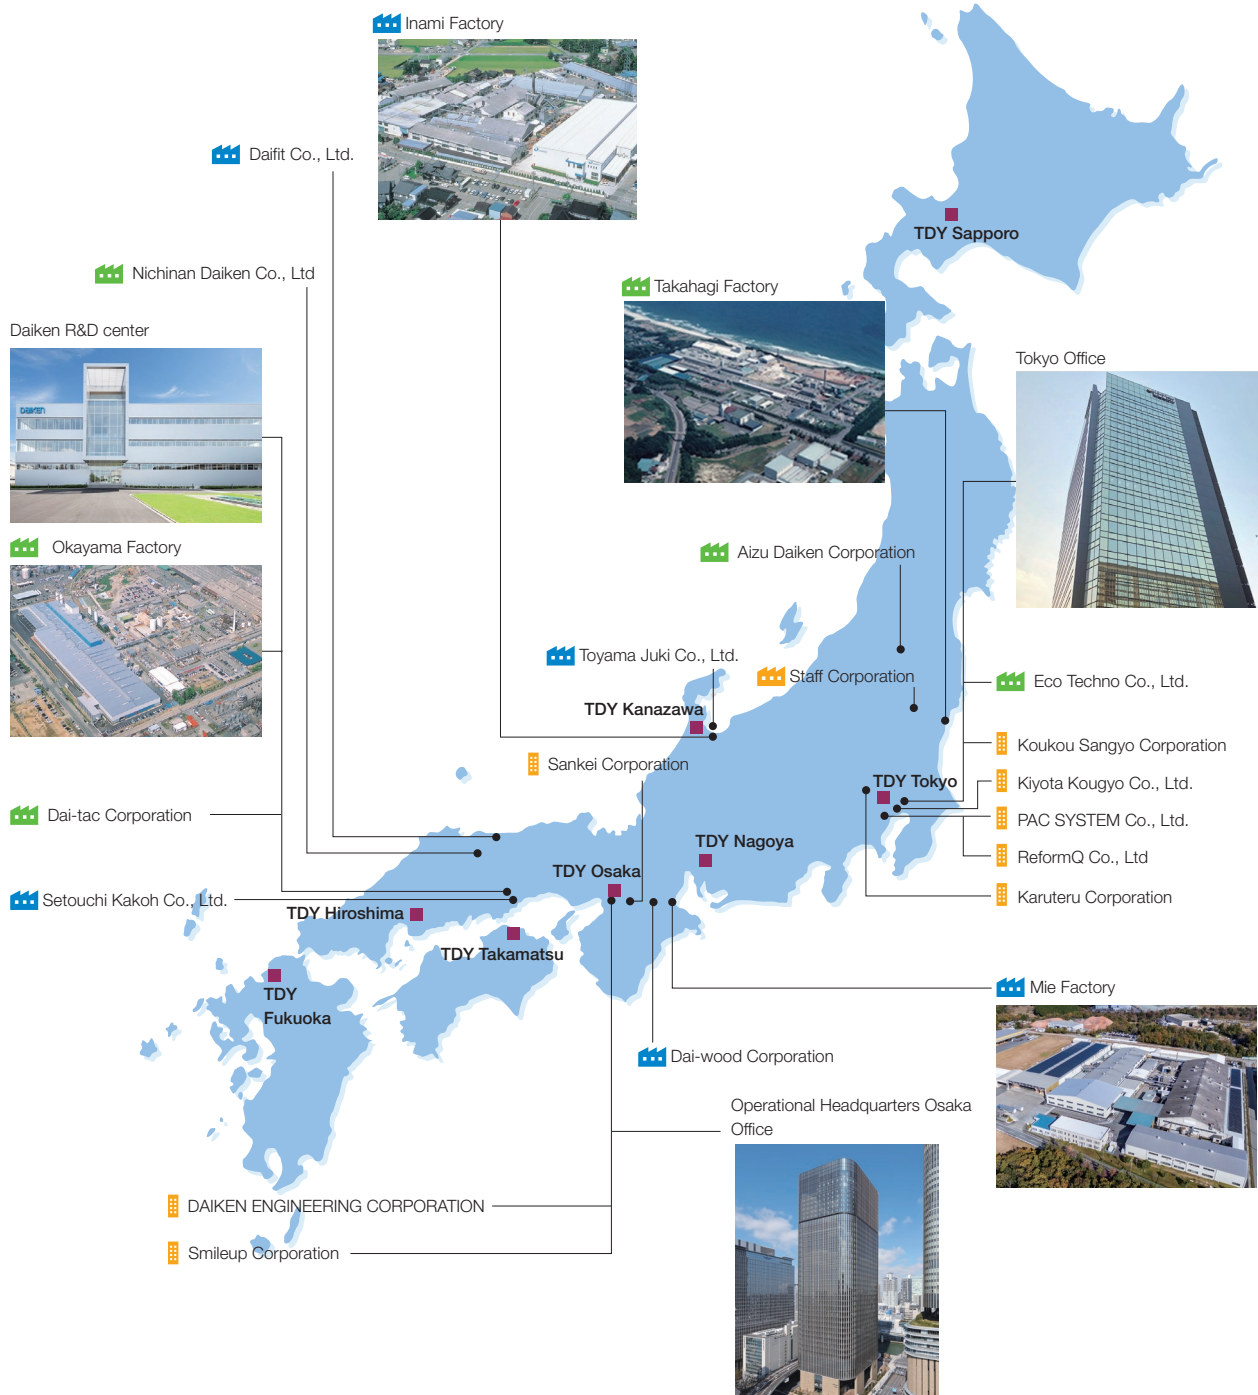 Inami Factory
Daifit Co., Ltd.
TDY Sapporo
Nichinan Daiken Co., Ltd
Takahagi Factory
Daiken R&D center
DAIKEN
Tokyo Office
Okayama Factory
Aizu Daiken Corporation
Toyama Juki Co., Ltd.
Staff Corporation
Eco Techno Co., Ltd.
TDY Kanazawa
Sankei Corporation
Koukou Sangyo Corporation
TDY Tokyo
Kiyota Kougyo Co., Ltd.
Dai-tac Corporation
PAC SYSTEM Co., Ltd.
TDY Nagoya
ReformQ Co., Ltd
TDY Osaka
Setouchi Kakoh Co., Ltd.
Karuteru Corporation
TDY Hiroshima
TDY Takamatsu
TDY
Fukuoka
Mie Factory
Dai-wood Corporation
Operational Headquarters Osaka
Office
DAIKEN ENGINEERING CORPORATION
Smileup Corporation